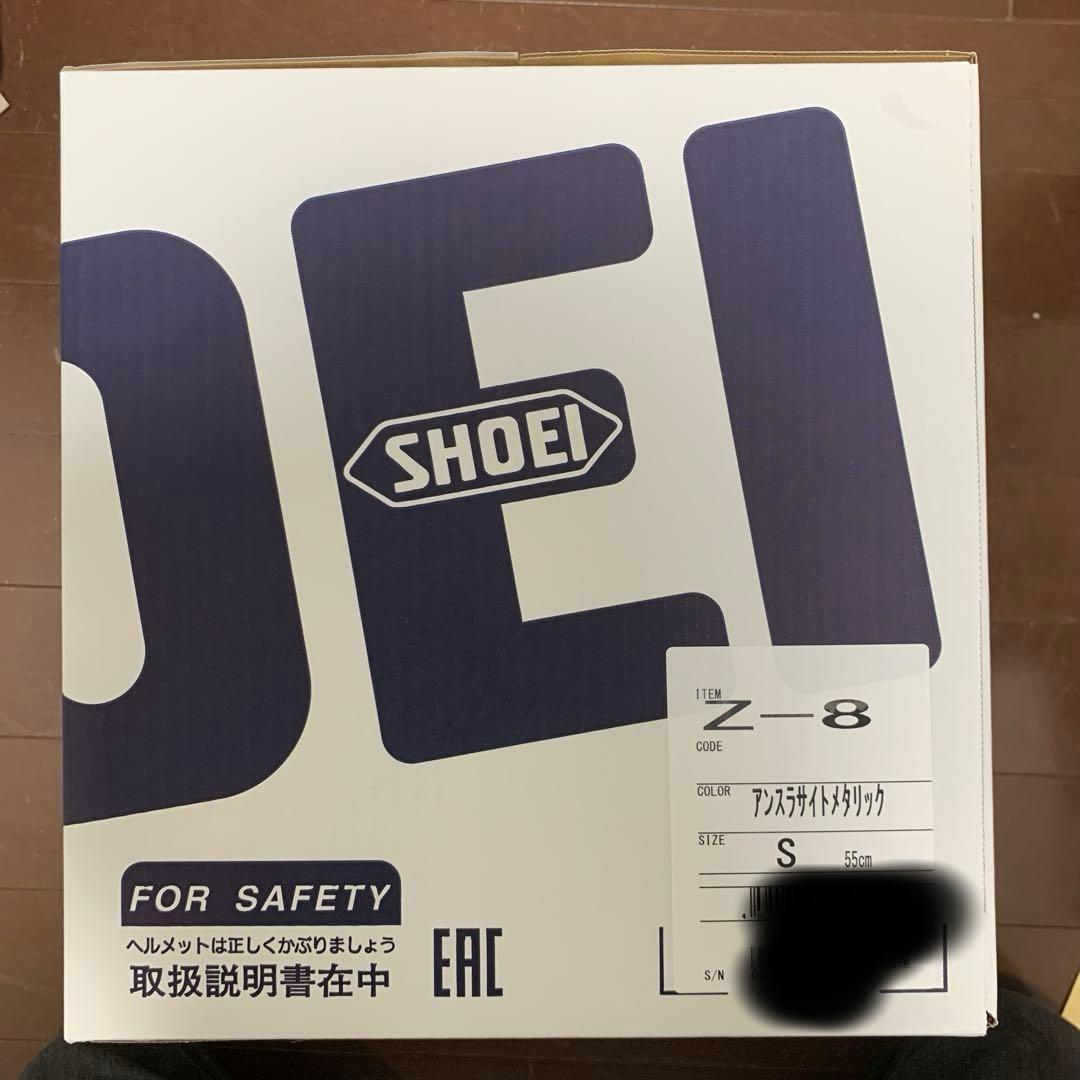 OEI
SHOEI
ITEM
Z-8
CODE
COLOR アンスラサイトメタリック
SIZE S 55cm
4
S/N
FOR SAFETY
ヘルメットは正しくかぶりましょう
取扱説明書在中
EAC